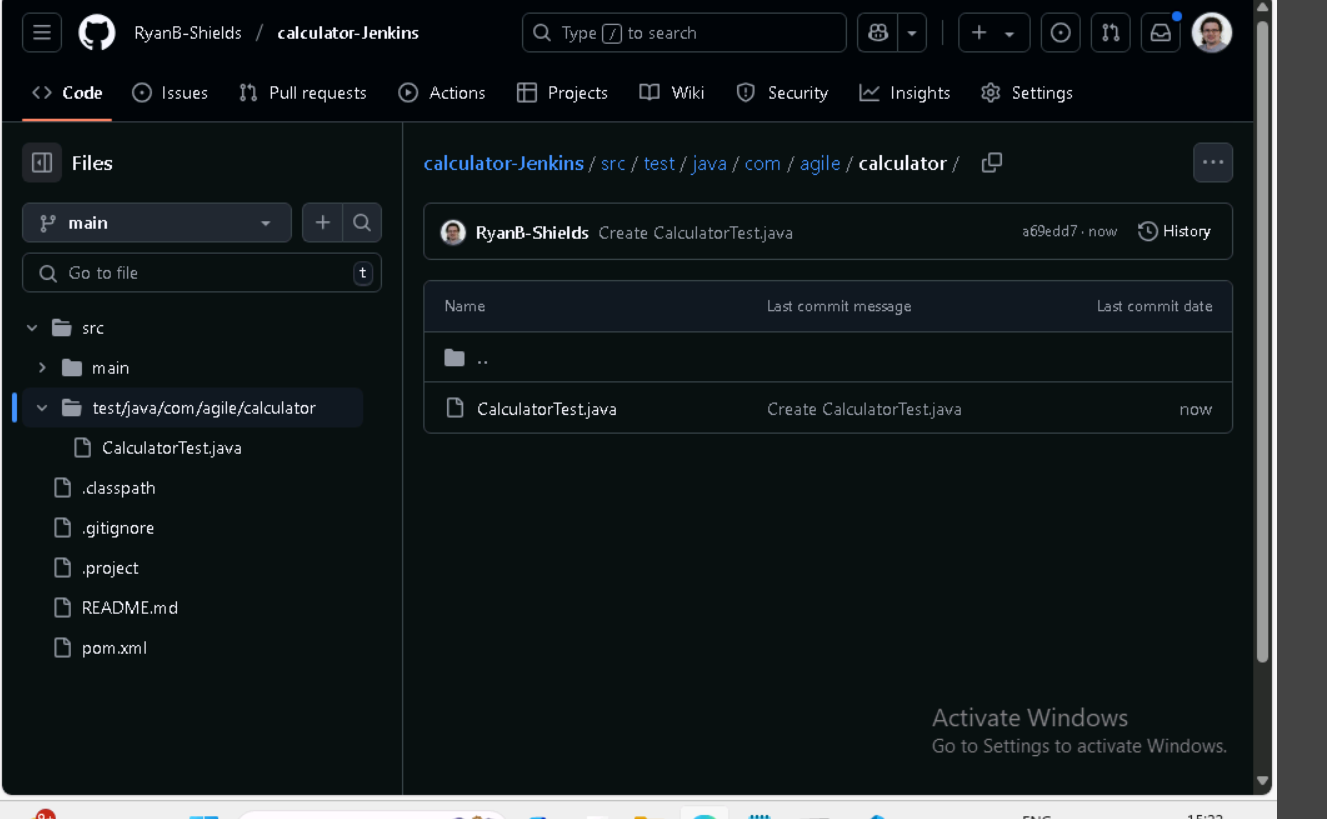 RyanB-Shields / calculator-Jenkins
Type / to search
Code Issues Pull requests Actions Projects Wiki Security Insights Settings
Files
main
Go to file t
src
main
test/java/com/agile/calculator
CalculatorTest.java
.classpath
.gitignore
.project
README.md
pom.xml
calculator-Jenkins / src / test / java / com / agile / calculator /
RyanB-Shields Create CalculatorTest.java a69edd7 · now History
Name Last commit message Last commit date
..
CalculatorTest.java Create CalculatorTest.java now
Activate Windows
Go to Settings to activate Windows.